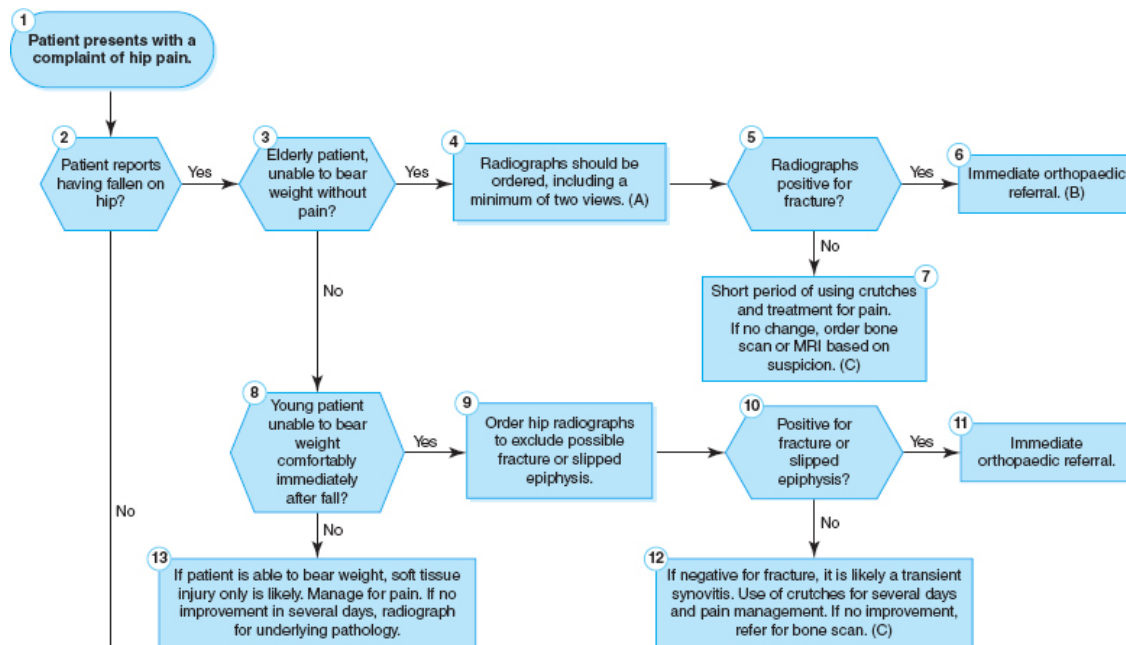 1
Patient presents with a
complaint of hip pain.
2
Patient reports
having fallen on
hip?
Yes
3
Elderly patient,
unable to bear
weight without
pain?
Yes
4
Radiographs should be
ordered, including a
minimum of two views. (A)
5
Radiographs
positive for
fracture?
Yes
6
Immediate orthopaedic
referral. (B)
No
7
Short period of using crutches
and treatment for pain.
If no change, order bone
scan or MRI based on
suspicion. (C)
No
8
Young patient
unable to bear
weight
comfortably
immediately
after fall?
Yes
9
Order hip radiographs
to exclude possible
fracture or slipped
epiphysis.
10
Positive for
fracture or
slipped
epiphysis?
Yes
11
Immediate
orthopaedic referral.
No
12
If negative for fracture, it is likely a transient
synovitis. Use of crutches for several days
and pain management. If no improvement,
refer for bone scan. (C)
No
13
If patient is able to bear weight, soft tissue
injury only is likely. Manage for pain. If no
improvement in several days, radiograph
for underlying pathology.
No